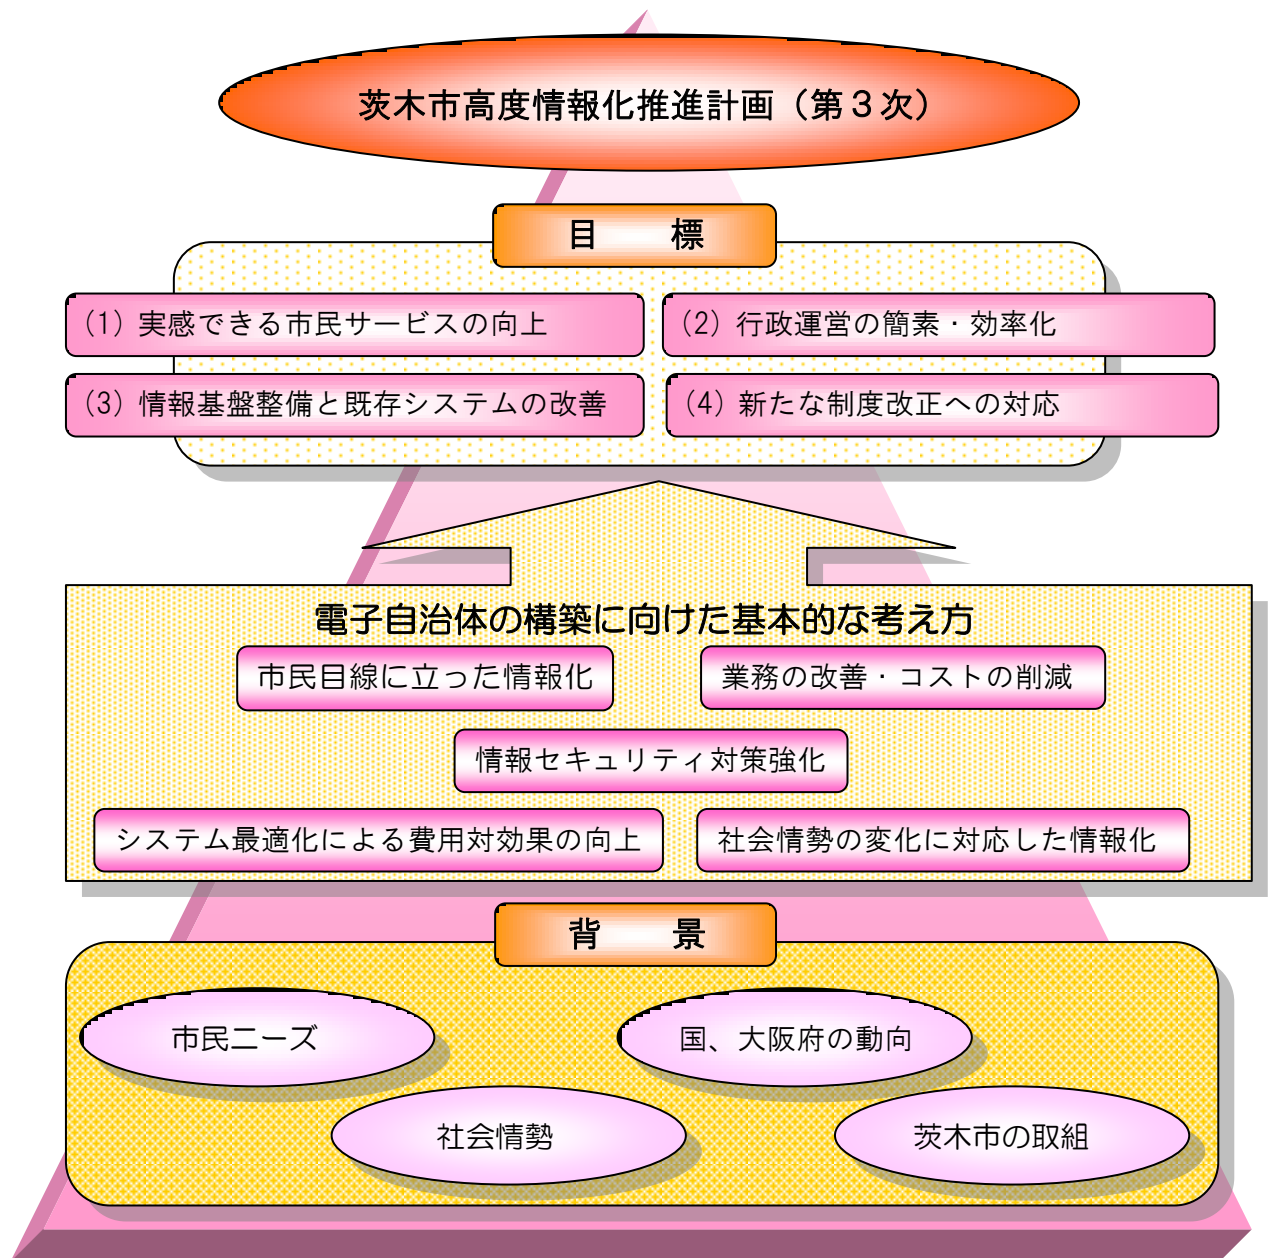 茨木市高度情報化推進計画（第３次）
目　　標
(1) 実感できる市民サービスの向上
(2) 行政運営の簡素・効率化
(3) 情報基盤整備と既存システムの改善
(4) 新たな制度改正への対応
電子自治体の構築に向けた基本的な考え方
市民目線に立った情報化
業務の改善・コストの削減
情報セキュリティ対策強化
システム最適化による費用対効果の向上
社会情勢の変化に対応した情報化
背　　景
市民ニーズ
国、大阪府の動向
社会情勢
茨木市の取組